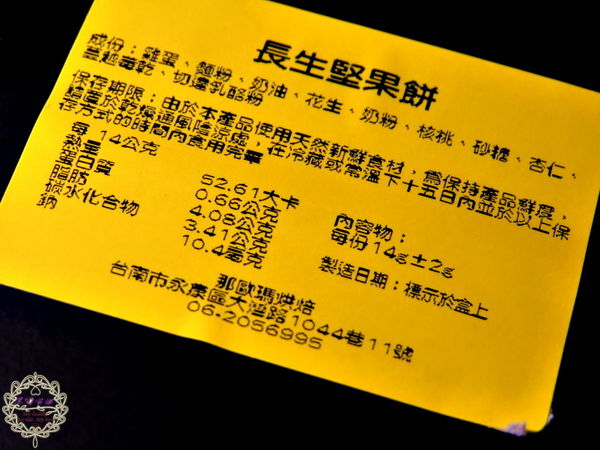 長生堅果餅
成份：雞蛋、麵粉、奶油、花生、奶粉、核桃、砂糖、杏仁、
蔓越莓乾、切達乳酪粉
保存期限：由於本產品使用天然新鮮食材，為保持產品鮮度，
請置於乾燥通風陰涼處，在冷藏或常溫下十五日內並於以上保
存方式的時間內食用完畢
每 14公克
熱量 52.61大卡
蛋白質 0.66公克
脂肪 4.08公克
碳水化合物 3.41公克
鈉 10.4毫克
內容物：
每份14g±2g
製造日期：標示於盒上
那歐瑪烘焙
台南市永康區大灣路1044巷11號
06-2056995